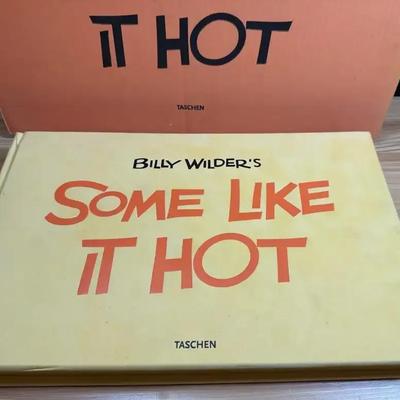 IT HOT
TASCHEN
BILLY WILDER'S
SOME LIKE
IT HOT
TASCHEN